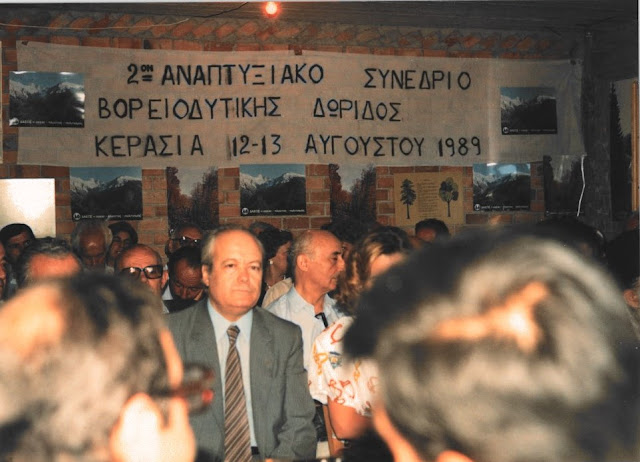 2ΟΝ ΑΝΑΠΤΥΞΙΑΚΟ ΣΥΝΕΔΡΙΟ
ΒΟΡΕΙΟΔΥΤΙΚΗΣ ΔΩΡΙΔΟΣ
ΚΕΡΑΣΙΑ 12-13 ΑΥΓΟΥΣΤΟΥ 1989